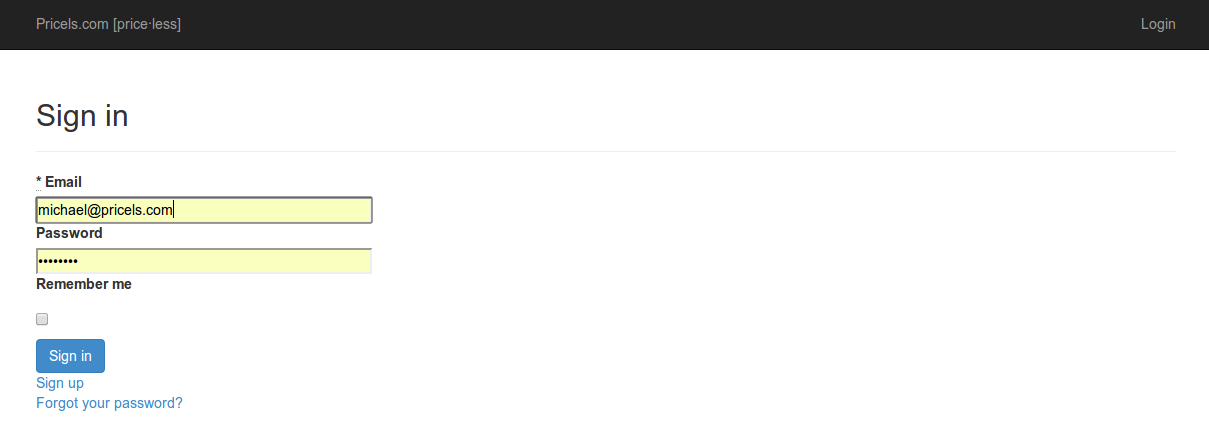 Pricels.com [price·less] Login
Sign in
* Email
michael@pricels.com
Password
••••••••
Remember me
Sign in
Sign up
Forgot your password?